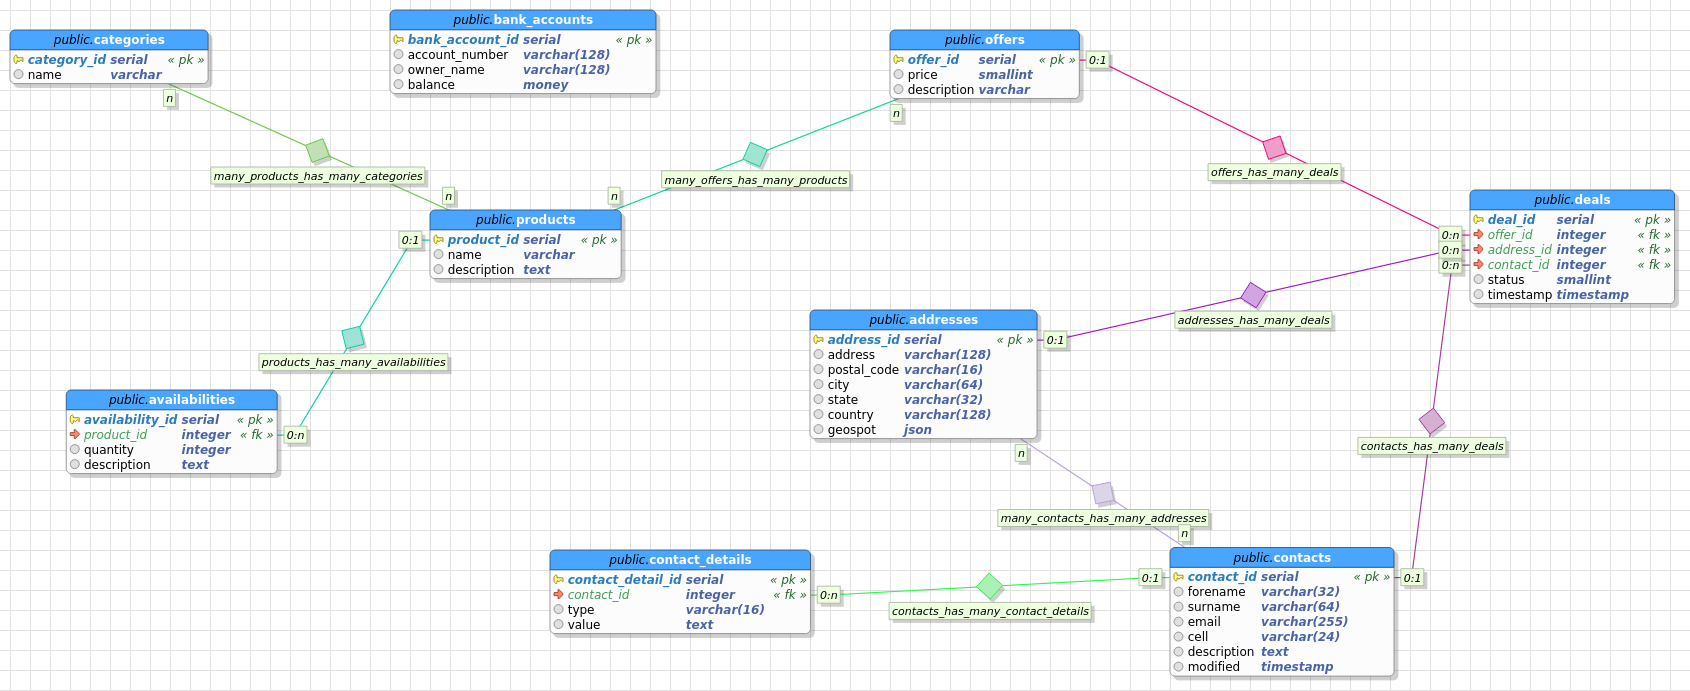 public.categories
category_id serial « pk »
name varchar
n
public.bank_accounts
bank_account_id serial « pk »
account_number varchar(128)
owner_name varchar(128)
balance money
public.offers
offer_id serial « pk »
price smallint
description varchar
0:1
n
many_products_has_many_categories
n
many_offers_has_many_products
n
offers_has_many_deals
public.products
product_id serial « pk »
name varchar
description text
0:1
public.deals
deal_id serial « pk »
offer_id integer « fk »
address_id integer « fk »
contact_id integer « fk »
status smallint
timestamp timestamp
0:n
0:n
0:n
addresses_has_many_deals
public.addresses
address_id serial « pk »
address varchar(128)
postal_code varchar(16)
city varchar(64)
state varchar(32)
country varchar(128)
geospot json
0:1
n
products_has_many_availabilities
public.availabilities
availability_id serial « pk »
product_id integer « fk »
quantity integer
description text
0:n
contacts_has_many_deals
many_contacts_has_many_addresses
n
public.contact_details
contact_detail_id serial « pk »
contact_id integer « fk »
type varchar(16)
value text
0:n
contacts_has_many_contact_details
0:1
public.contacts
contact_id serial « pk »
forename varchar(32)
surname varchar(64)
email varchar(255)
cell varchar(24)
description text
modified timestamp
0:1